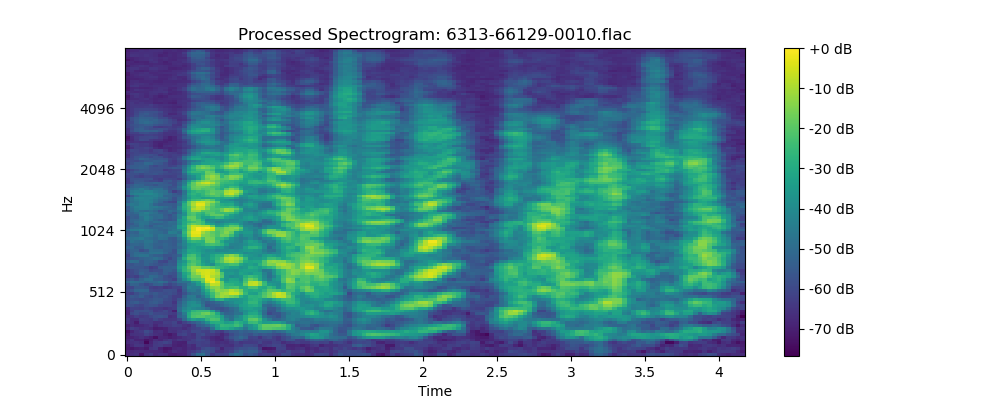 Processed Spectrogram: 6313-66129-0010.flac
Hz
4096
2048
1024
512
0
0 0.5 1 1.5 2 2.5 3 3.5 4
Time
+0 dB
-10 dB
-20 dB
-30 dB
-40 dB
-50 dB
-60 dB
-70 dB